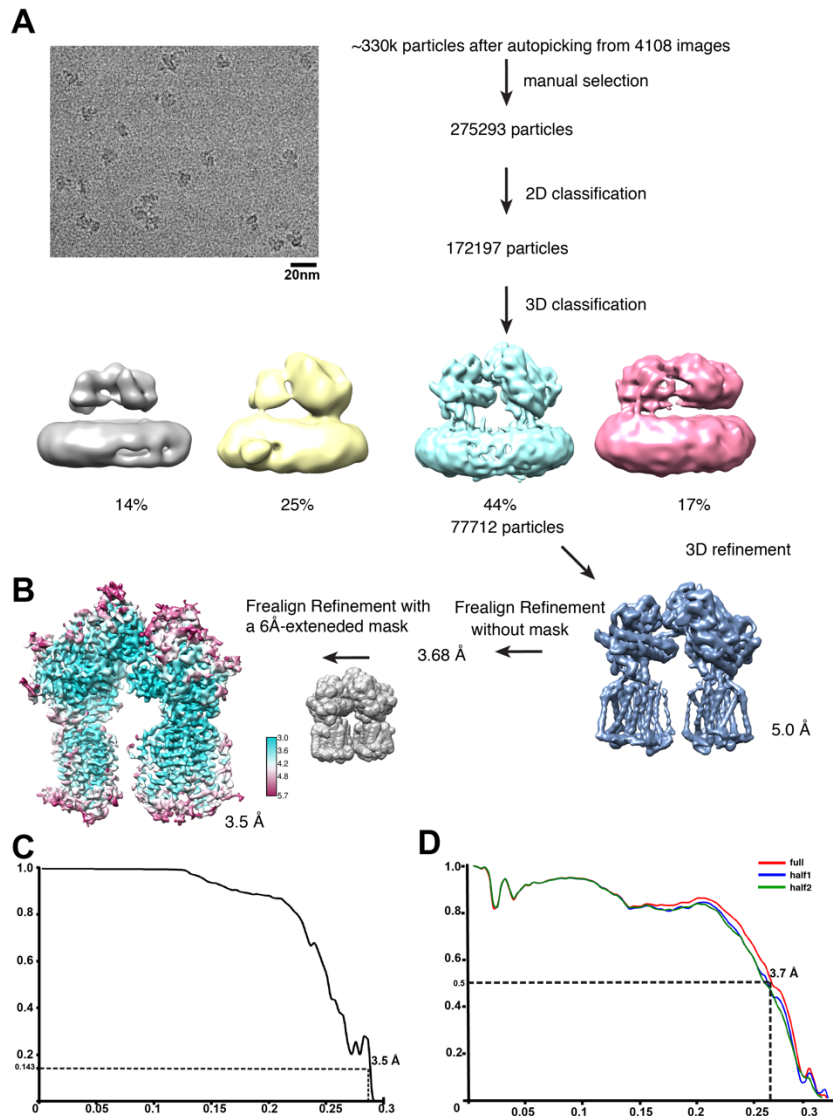 A
~330k particles after autopicking from 4108 images
manual selection
275293 particles
2D classification
172197 particles
20nm
3D classification
14%
25%
44%
17%
77712 particles
3D refinement
B
Frealign Refinement with
a 6Å-exteneded mask
Frealign Refinement
without mask
3.68 Å
5.0 Å
3.0
3.6
4.2
4.8
5.7
3.5 Å
C
1.0
0.8
0.6
0.4
0.2
0.143
3.5 Å
0
0.05
0.1
0.15
0.2
0.25
0.3
D
full
half1
half2
1.0
0.8
0.6
0.5
0.4
0.2
0
3.7 Å
0.05
0.1
0.15
0.2
0.25
0.3